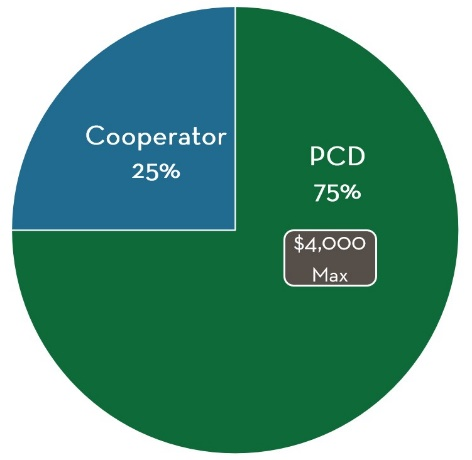 Cooperator
25%
PCD
75%
$4,000
Max